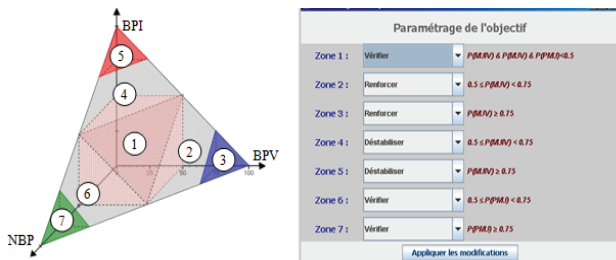 BPI
5
4
1
2
3
BPV
50
100
6
7
NBP
Paramétrage de l'objectif
Zone 1 : Vérifier P(M/IV) & P(M/V) & P(PM/I)<0.5
Zone 2 : Renforcer 0.5 ≤ P(M/V) < 0.75
Zone 3 : Renforcer P(M/V) ≥ 0.75
Zone 4 : Déstabiliser 0.5 ≤ P(M/IV) < 0.75
Zone 5 : Déstabiliser P(M/IV) ≥ 0.75
Zone 6 : Vérifier 0.5 ≤ P(PM/I) < 0.75
Zone 7 : Vérifier P(PM/I) ≥ 0.75
Appliquer les modifications